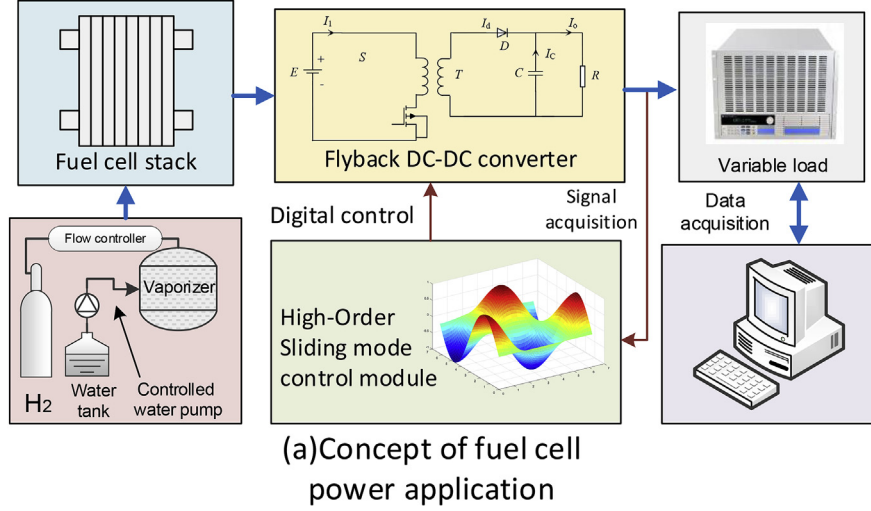 Fuel cell stack
I1
E
+
-
S
T
Id
D
IC
C
Io
R
Flyback DC-DC converter
Variable load
Flow controller
Vaporizer
H2
Water
tank
Controlled
water pump
Digital control
Signal
acquisition
Data
acquisition
High-Order
Sliding mode
control module
(a)Concept of fuel cell
power application